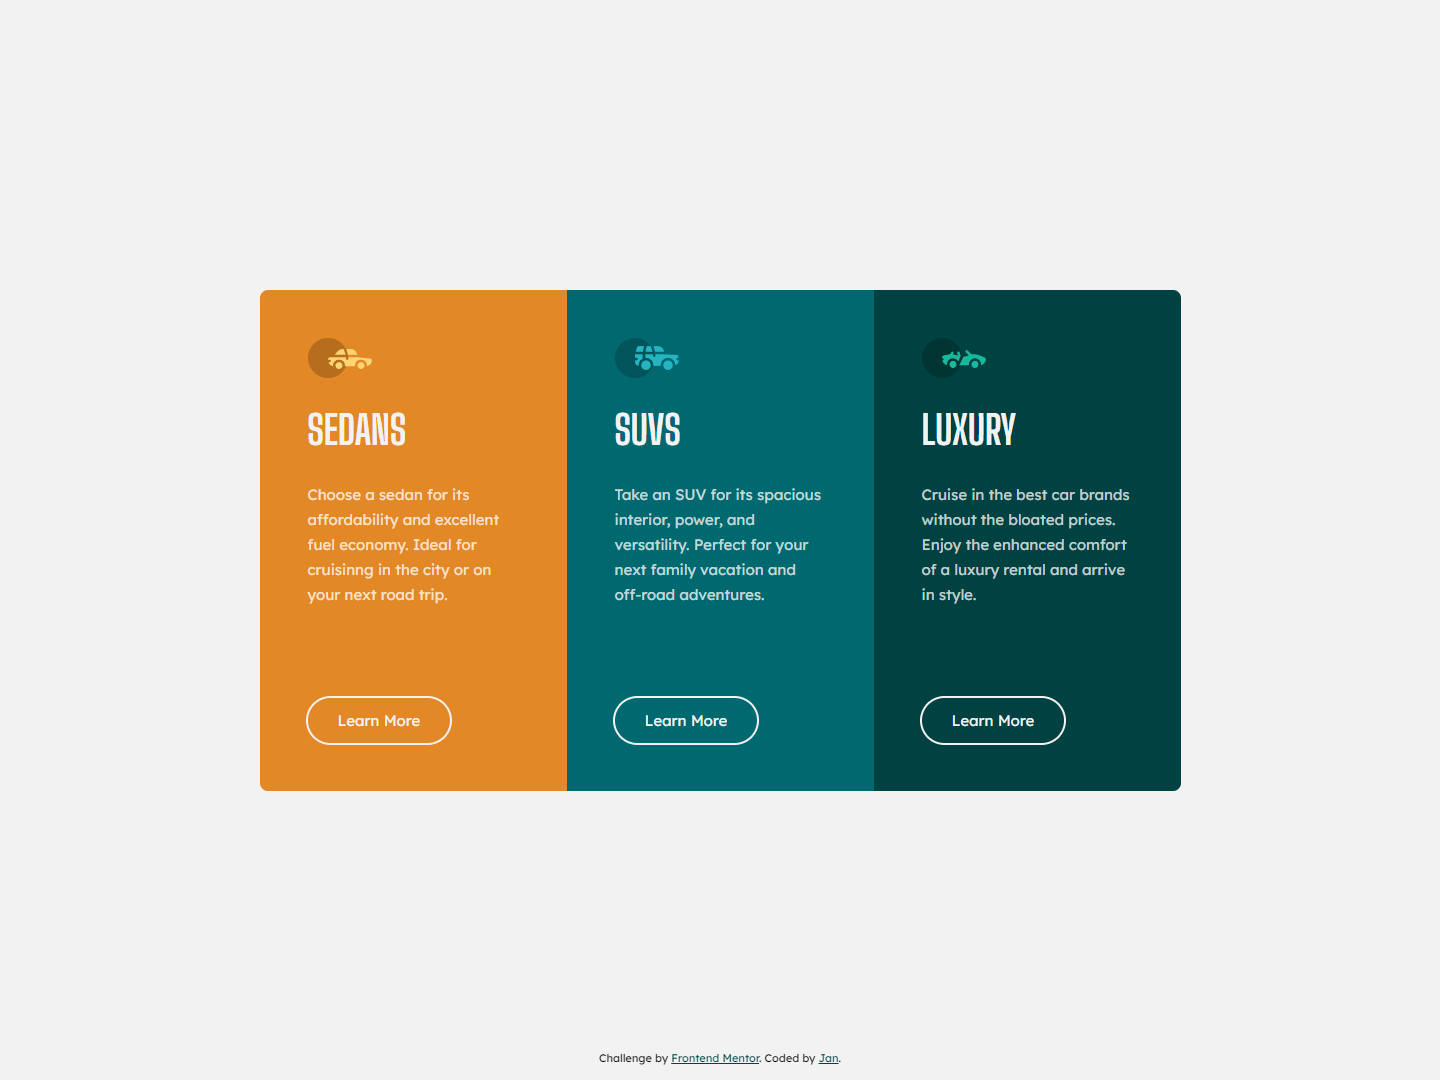 SEDANS
Choose a sedan for its
affordability and excellent
fuel economy. Ideal for
cruisinng in the city or on
your next road trip.
Learn More
SUVS
Take an SUV for its spacious
interior, power, and
versatility. Perfect for your
next family vacation and
off-road adventures.
Learn More
LUXURY
Cruise in the best car brands
without the bloated prices.
Enjoy the enhanced comfort
of a luxury rental and arrive
in style.
Learn More
Challenge by Frontend Mentor. Coded by Jan.